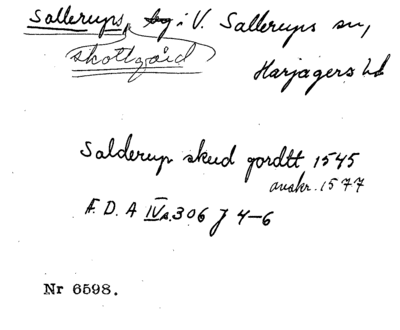 Sallerups by i V. Sallerups sn,
skottgård
Harjagers hd
Salderup skud gordtt 1545
avskr. 1577
F. D. A IVa 306 J 4-6
Nr 6598.